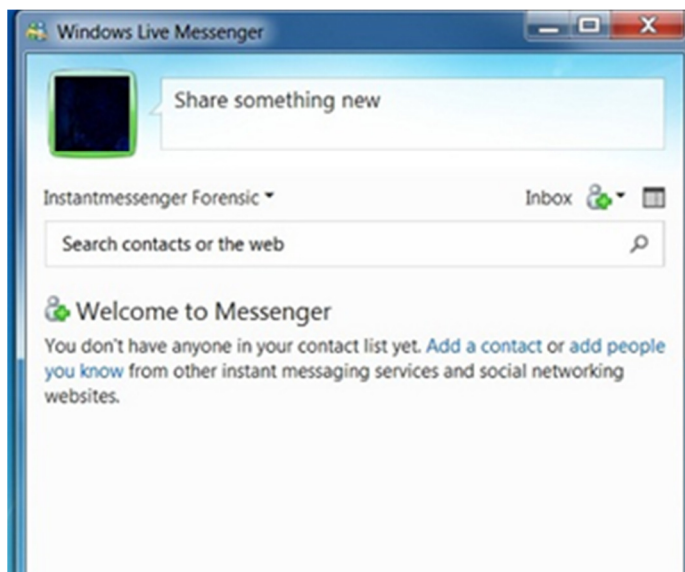 Windows Live Messenger
Share something new
Instantmessenger Forensic
Inbox
Search contacts or the web
Welcome to Messenger
You don't have anyone in your contact list yet. Add a contact or add people
you know from other instant messaging services and social networking
websites.